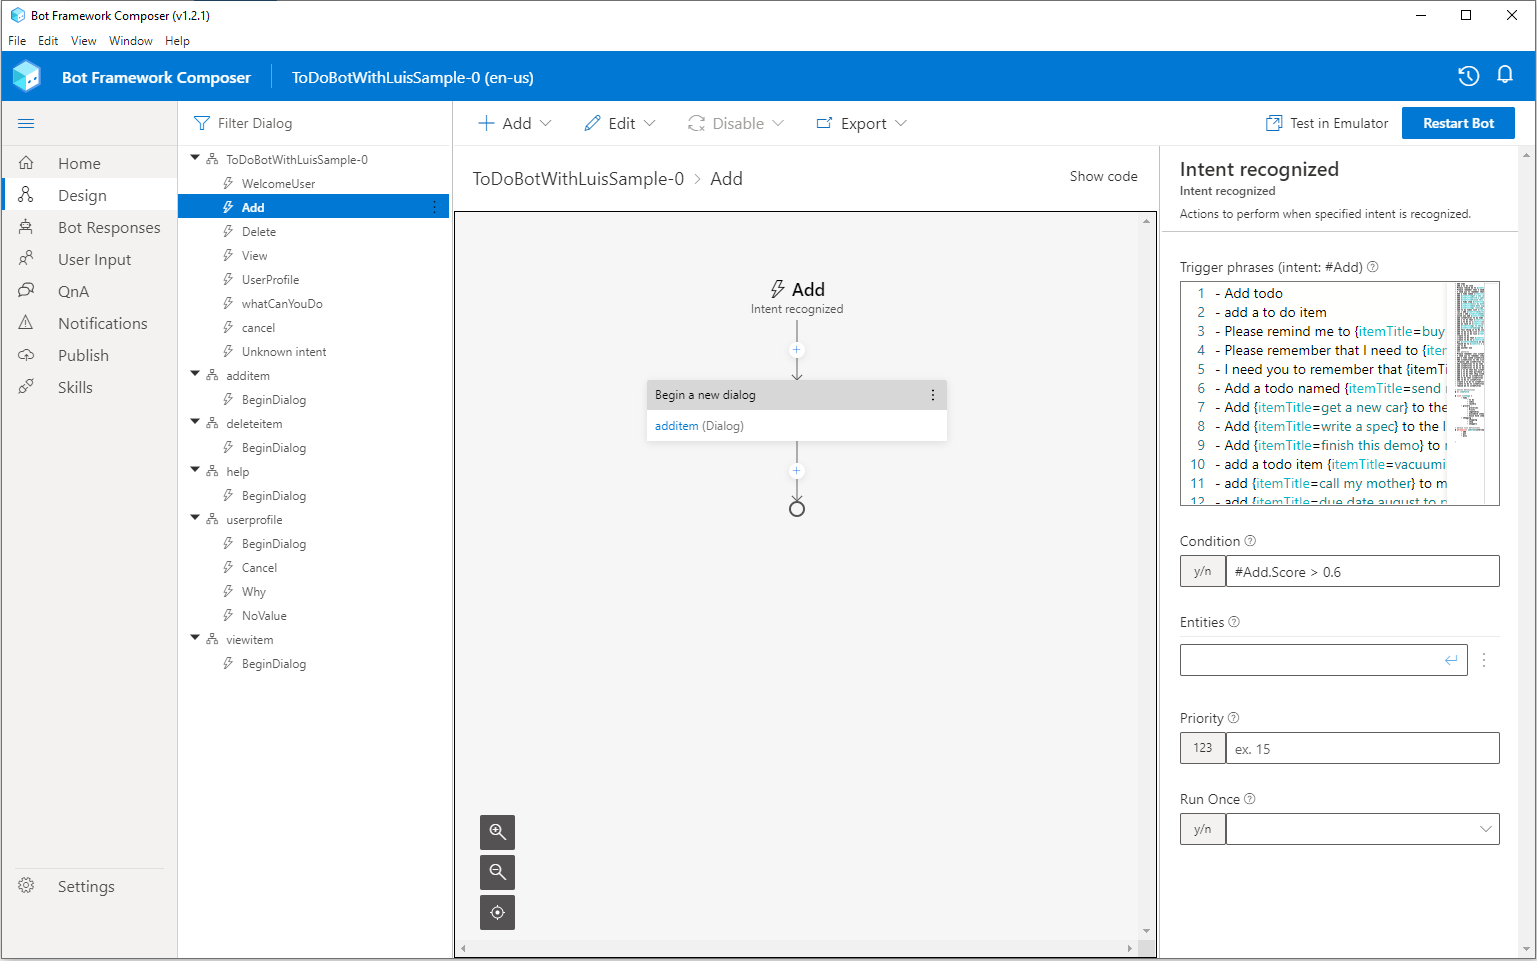 Bot Framework Composer (v1.2.1)
File Edit View Window Help
Bot Framework Composer
ToDoBotWithLuisSample-0 (en-us)
Home
Design
Bot Responses
User Input
QnA
Notifications
Publish
Skills
Settings
Filter Dialog
ToDoBotWithLuisSample-0
WelcomeUser
Add
Delete
View
UserProfile
whatCanYouDo
cancel
Unknown intent
additem
BeginDialog
deleteitem
BeginDialog
help
BeginDialog
userprofile
BeginDialog
Cancel
Why
NoValue
viewitem
BeginDialog
Add Edit Disable Export
Test in Emulator
Restart Bot
ToDoBotWithLuisSample-0 > Add
Show code
Add
Intent recognized
Begin a new dialog
additem (Dialog)
Intent recognized
Intent recognized
Actions to perform when specified intent is recognized.
Trigger phrases (intent: #Add)
1 - Add todo
2 - add a to do item
3 - Please remind me to {itemTitle=buy
4 - Please remember that I need to {iter
5 - I need you to remember that {itemTi
6 - Add a todo named {itemTitle=send
7 - Add {itemTitle=get a new car} to the
8 - Add {itemTitle=write a spec} to the l
9 - Add {itemTitle=finish this demo} to
10 - add a todo item {itemTitle=vacuumi
11 - add {itemTitle=call my mother} to m
12 - add {itemTitle=due date august to
Condition
y/n #Add.Score > 0.6
Entities
Priority
123 ex. 15
Run Once
y/n